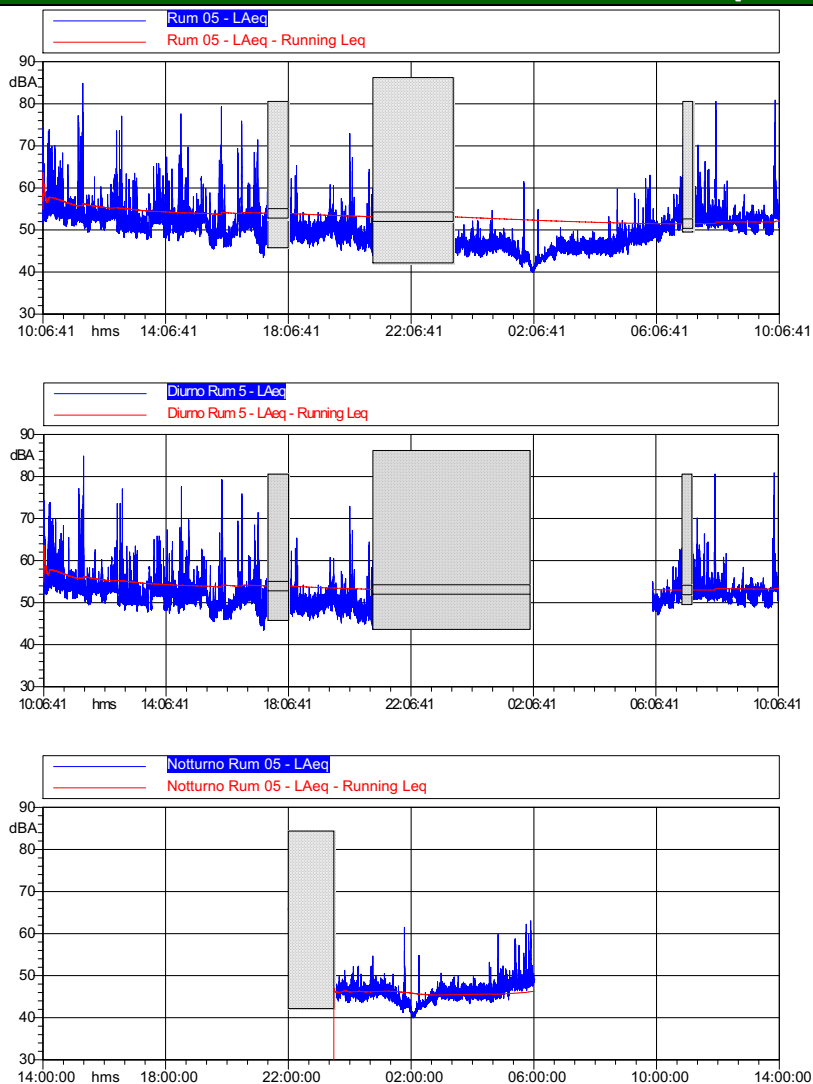 Rum 05 - LAeq
Rum 05 - LAeq - Running Leq
90
dBA
80
70
60
50
40
30
10:06:41 hms 14:06:41 18:06:41 22:06:41 02:06:41 06:06:41 10:06:41
Diurno Rum 5 - LAeq
Diurno Rum 5 - LAeq - Running Leq
90
dBA
80
70
60
50
40
30
10:06:41 hms 14:06:41 18:06:41 22:06:41 02:06:41 06:06:41 10:06:41
Notturno Rum 05 - LAeq
Notturno Rum 05 - LAeq - Running Leq
90
dBA
80
70
60
50
40
30
14:00:00 hms 18:00:00 22:00:00 02:00:00 06:00:00 10:00:00 14:00:00